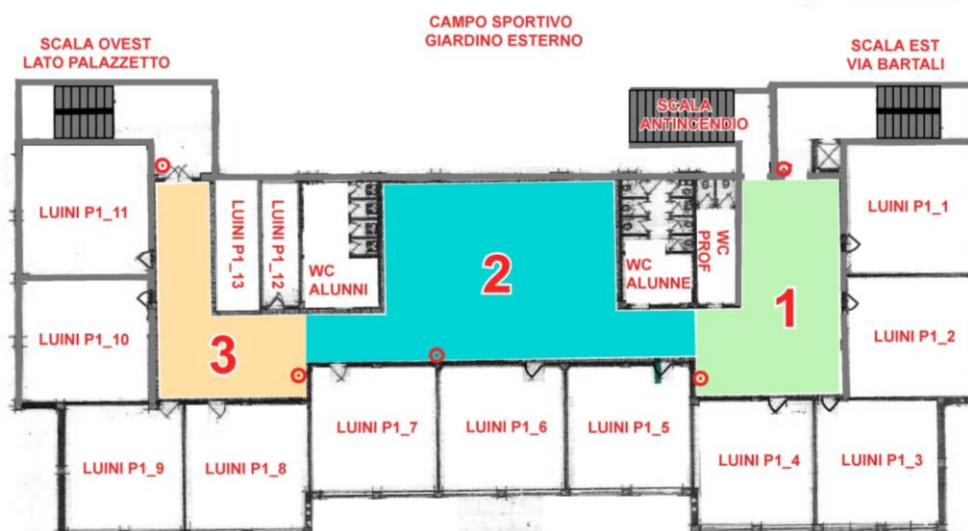 CAMPO SPORTIVO
GIARDINO ESTERNO
SCALA OVEST
LATO PALAZZETTO
SCALA EST
VIA BARTALI
SCALA
ANTINCENDIO
LUINI P1_11
LUINI P1_13
LUINI P1_12
WC
ALUNNI
2
WC
ALUNNE
WC
PROF
1
LUINI P1_1
LUINI P1_10
3
LUINI P1_2
LUINI P1_9
LUINI P1_8
LUINI P1_7
LUINI P1_6
LUINI P1_5
LUINI P1_4
LUINI P1_3